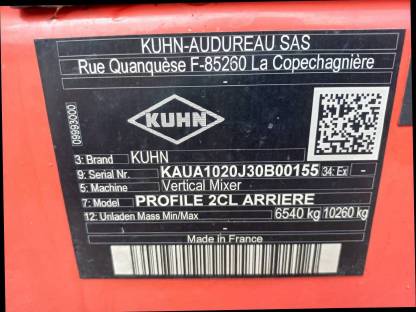 KUHN-AUDUREAU SAS
Rue Quanquèse F-85260 La Copechagnière
-
09993000
KUHN
3: Brand KUHN
9: Serial Nr. KAUA1020J30B00155 34: Ex -
-
5: Machine Vertical Mixer
7: Model PROFILE 2CL ARRIERE
12: Unladen Mass Min/Max 6540 kg 10260 kg
-
Made in France